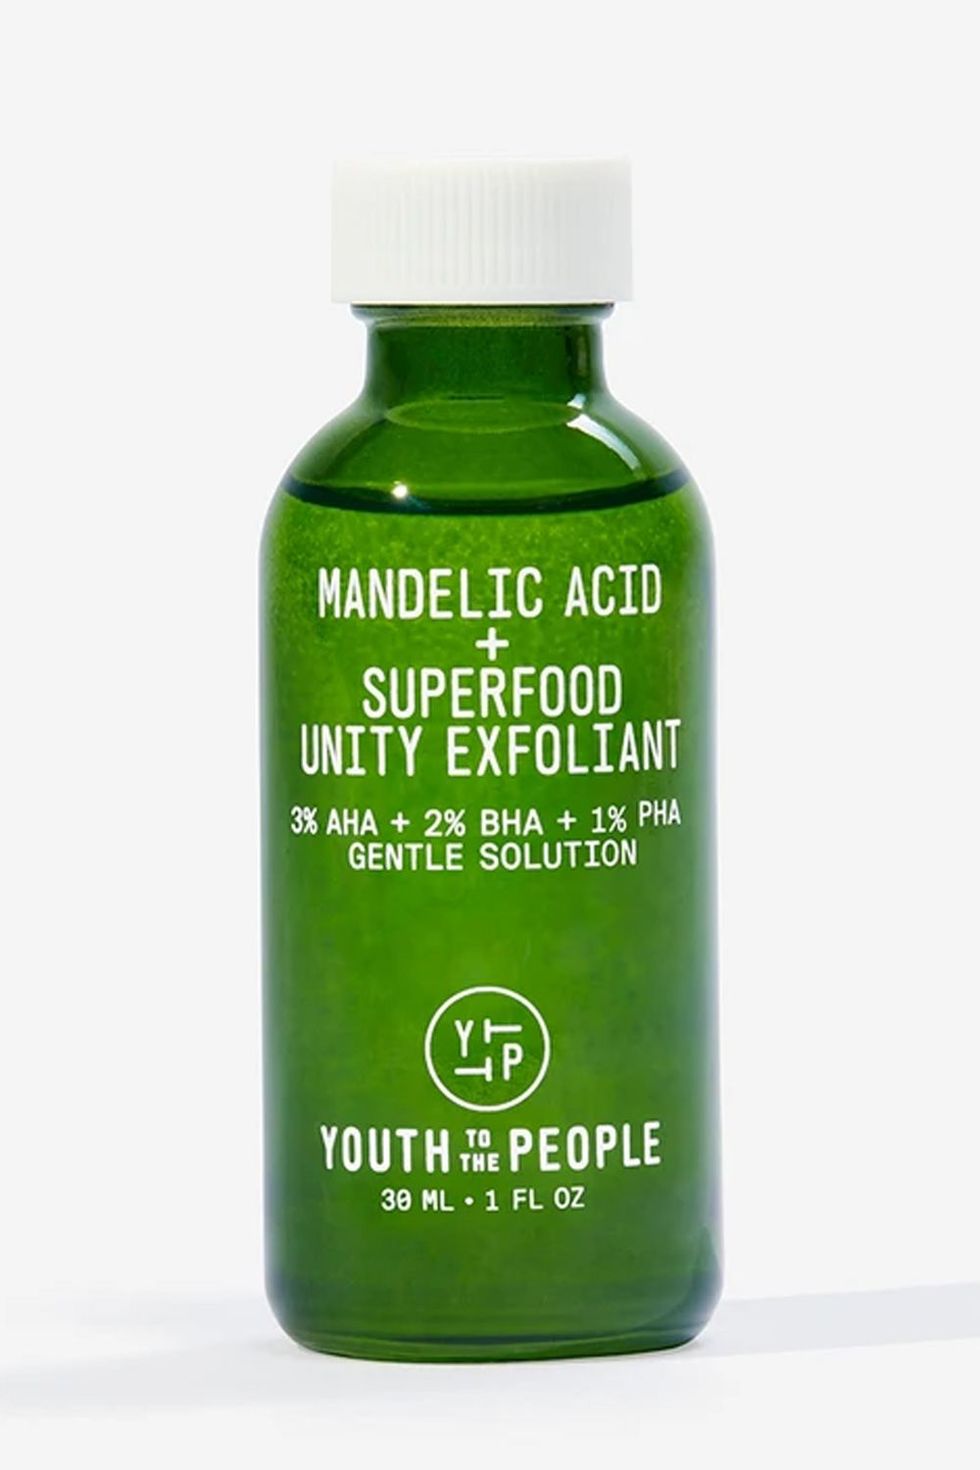 MANDELIC ACID
+
SUPERFOOD
UNITY EXFOLIANT
3% AHA + 2% BHA + 1% PHA
GENTLE SOLUTION
YTTP
YOUTH TO THE PEOPLE
30 ML • 1 FL OZ